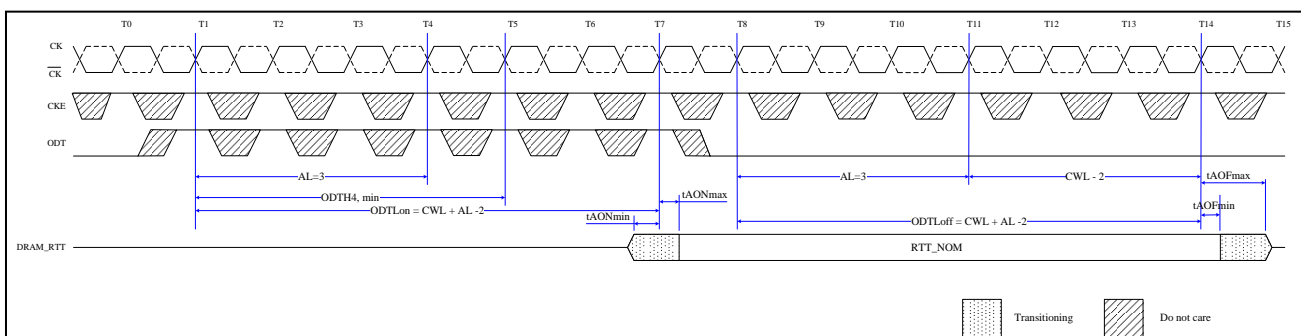 T0 T1 T2 T3 T4 T5 T6 T7 T8 T9 T10 T11 T12 T13 T14 T15
CK
CK
CKE
ODT
AL=3
AL=3
CWL - 2
tAOFmax
ODTH4, min
tAONmax
ODTLon = CWL + AL -2
tAOFmin
tAONmin
ODTLoff = CWL + AL -2
DRAM_RTT
RTT_NOM
Transitioning
Do not care